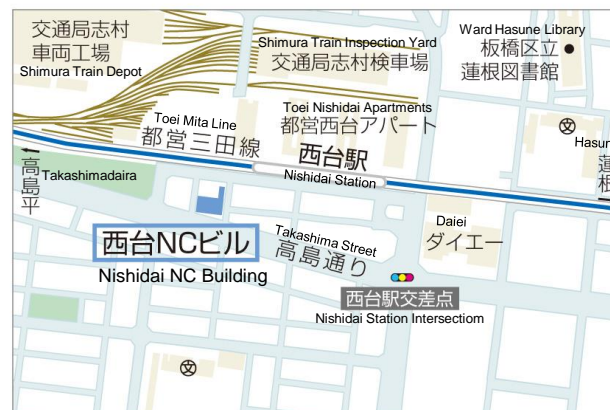 交通局志村
車両工場
Shimura Train Depot
Shimura Train Inspection Yard
交通局志村検車場
Ward Hasune Library
板橋区立
蓮根図書館
Toei Mita Line
都営三田線
Toei Nishidai Apartments
都営西台アパート
西台駅
Nishidai Station
文
Hasun
蓮根
高島平
Takashimadaira
西台NCビル
Nishidai NC Building
Takashima Street
高島通り
Daiei
ダイエー
西台駅交差点
Nishidai Station Intersectiom
文